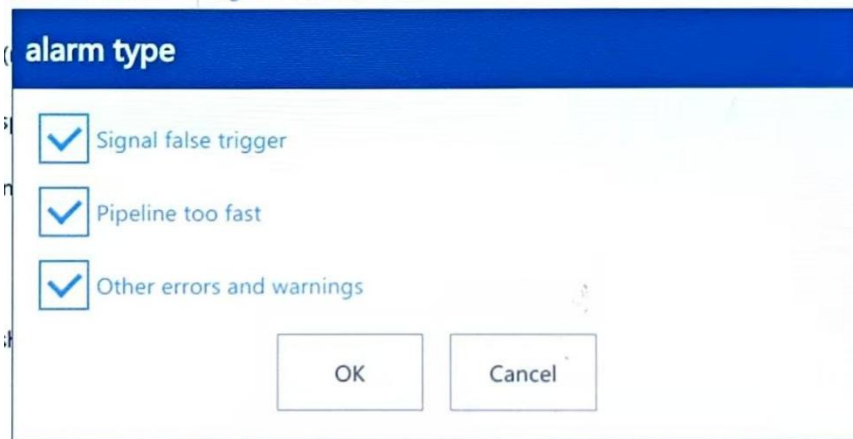 alarm type
Signal false trigger
Pipeline too fast
Other errors and warnings
OK
Cancel